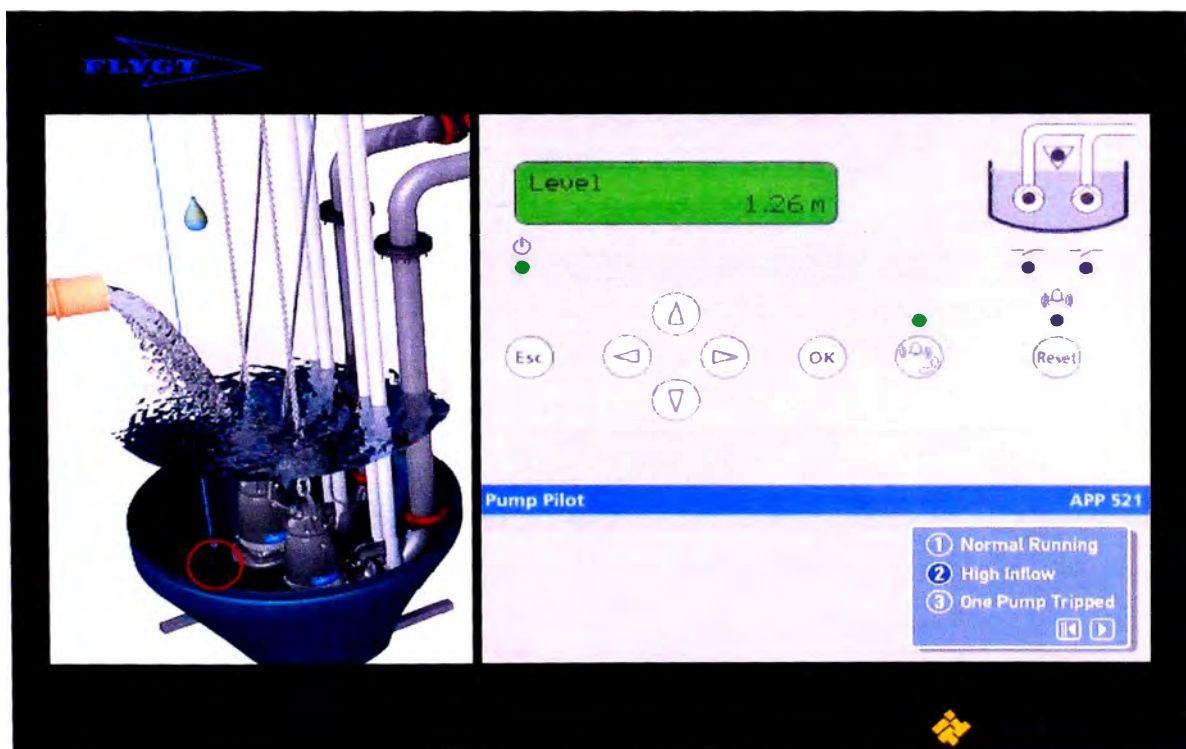 FLYGT
Level
1.26 m
Esc
OK
Reset
Pump Pilot
APP 521
1 Normal Running
2 High Inflow
3 One Pump Tripped